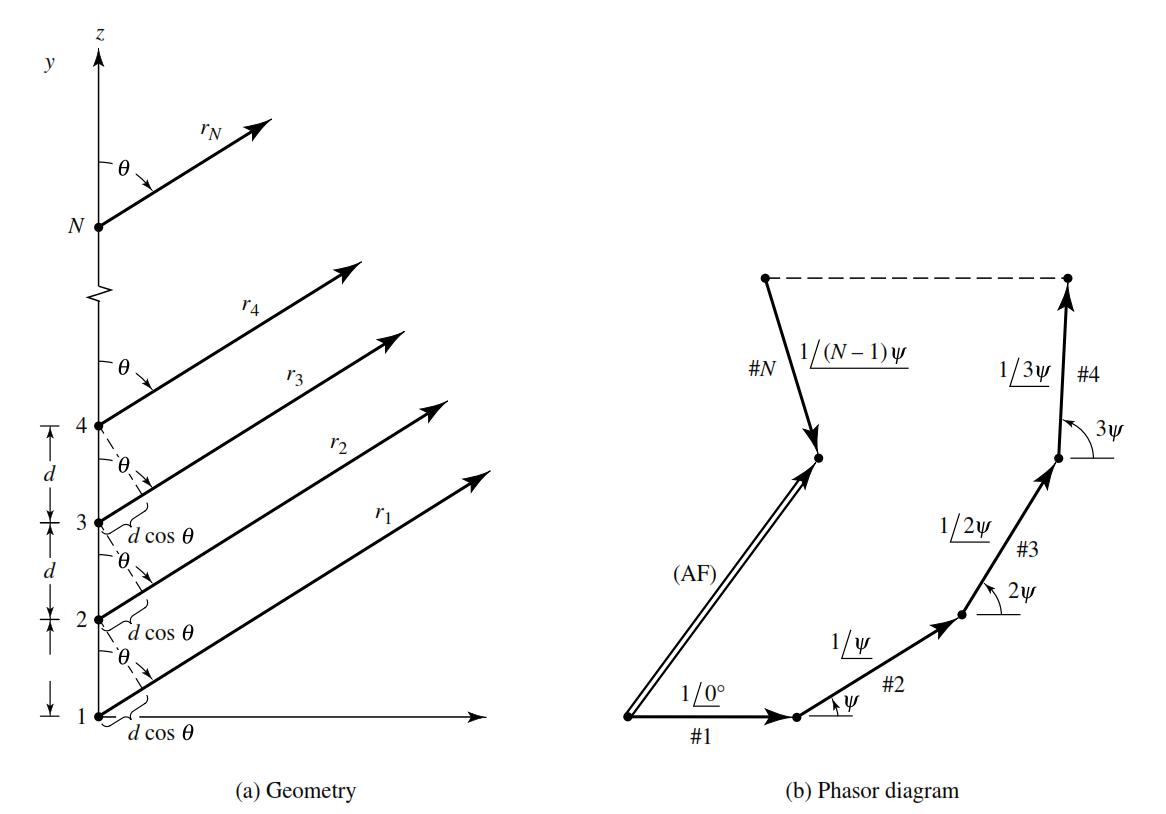 z
y
r_N
θ
N
r_4
θ
r_3
4
r_2
θ
d
r_1
3
d cos θ
θ
d
2
d cos θ
θ
1
d cos θ
(a) Geometry
#N
1/(N – 1)ψ
1/3ψ
#4
3ψ
1/2ψ
#3
(AF)
2ψ
1/ψ
#2
1/0°
ψ
#1
(b) Phasor diagram